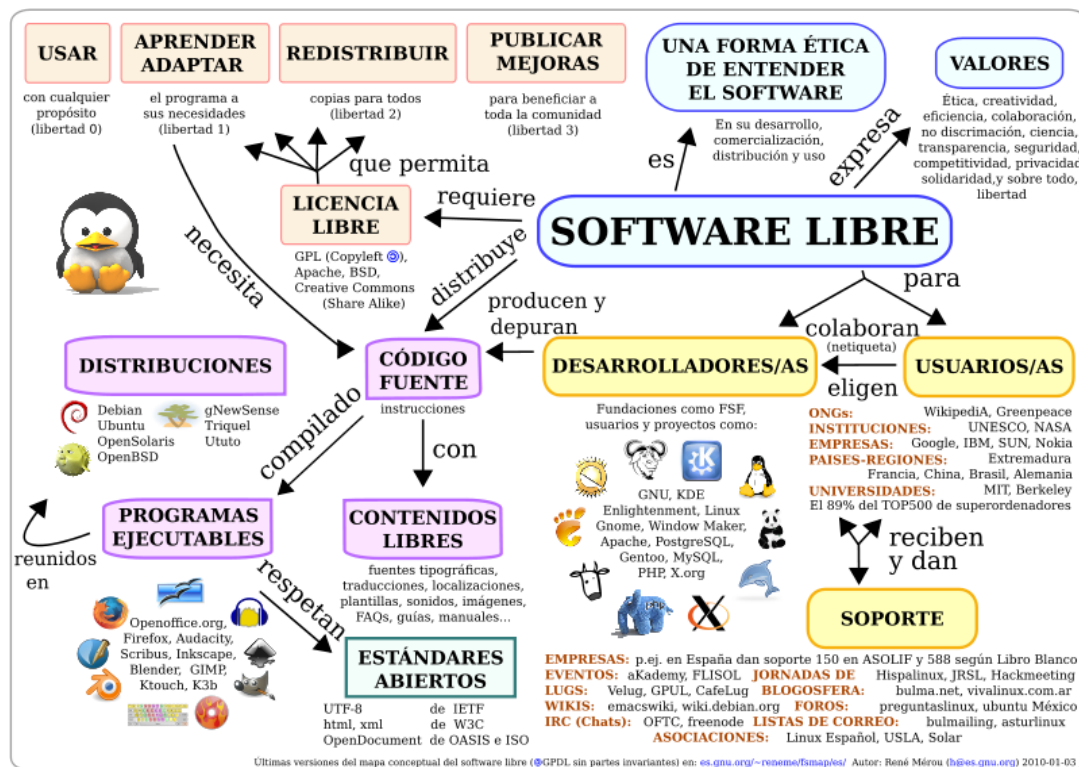 USAR
con cualquier
propósito
(libertad 0)
APRENDER
ADAPTAR
el programa a
sus necesidades
(libertad 1)
REDISTRIBUIR
copias para todos
(libertad 2)
PUBLICAR
MEJORAS
para beneficiar a
toda la comunidad
(libertad 3)
UNA FORMA ÉTICA
DE ENTENDER
EL SOFTWARE
En su desarrollo,
comercialización,
distribución y uso
VALORES
Ética, creatividad,
eficiencia, colaboración,
no discrimación, ciencia,
transparencia, seguridad,
competitividad, privacidad
solidaridad,y sobre todo,
libertad
que permita
es
expresa
LICENCIA
LIBRE
GPL (Copyleft),
Apache, BSD,
Creative Commons
(Share Alike)
requiere
SOFTWARE LIBRE
necesita
distribuye
para
producen y
depuran
colaboran
(netiqueta)
eligen
DISTRIBUCIONES
Debian
Ubuntu
OpenSolaris
OpenBSD
gNewSense
Triquel
Ututo
CÓDIGO
FUENTE
instrucciones
DESARROLLADORES/AS
Fundaciones como FSF,
usuarios y proyectos como:
GNU, KDE
Enlightenment, Linux
Gnome, Window Maker,
Apache, PostgreSQL,
Gentoo, MySQL,
PHP, X.org
php
USUARIOS/AS
ONGs: WikipediA, Greenpeace
INSTITUCIONES: UNESCO, NASA
EMPRESAS: Google, IBM, SUN, Nokia
PAISES-REGIONES: Extremadura
Francia, China, Brasil, Alemania
UNIVERSIDADES: MIT, Berkeley
El 89% del TOP500 de superordenadores
compilado
con
reunidos
en
PROGRAMAS
EJECUTABLES
Openoffice.org,
Firefox, Audacity,
Scribus, Inkscape,
Blender, GIMP,
Ktouch, K3b
CONTENIDOS
LIBRES
fuentes tipográficas,
traducciones, localizaciones,
plantillas, sonidos, imágenes,
FAQs, guías, manuales...
respetan
ESTÁNDARES
ABIERTOS
UTF-8 de IETF
html, xml de W3C
OpenDocument de OASIS e ISO
reciben
y dan
SOPORTE
EMPRESAS: p.ej. en España dan soporte 150 en ASOLIF y 588 según Libro Blanco
EVENTOS: aKademy, FLISOL JORNADAS DE Hispalinux, JRSL, Hackmeeting
LUGS: Velug, GPUL, CafeLug BLOGOSFERA: bulma.net, vivalinux.com.ar
WIKIS: emacswiki, wiki.debian.org FOROS: preguntaslinux, ubuntu México
IRC (Chats): OFTC, freenode LISTAS DE CORREO: bulmailing, asturlinux
ASOCIACIONES: Linux Español, USLA, Solar
Últimas versiones del mapa conceptual del software libre (GPDL sin partes invariantes) en: es.gnu.org/~reneme/fsmap/es/ Autor: René Mérou (h@es.gnu.org) 2010-01-03